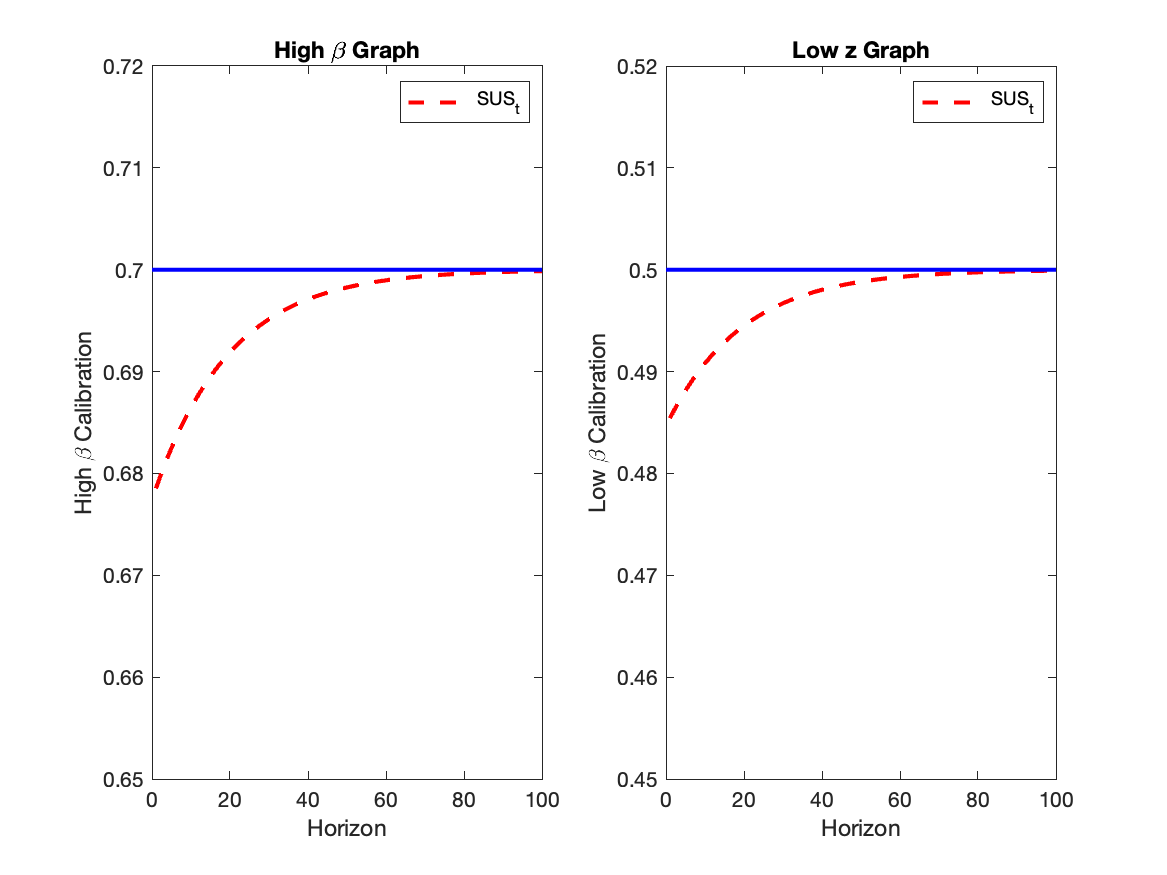 High β Graph
SUSₜ
0.72
0.71
0.7
0.69
0.68
0.67
0.66
0.65
High β Calibration
0 20 40 60 80 100
Horizon
Low z Graph
SUSₜ
0.52
0.51
0.5
0.49
0.48
0.47
0.46
0.45
Low β Calibration
0 20 40 60 80 100
Horizon